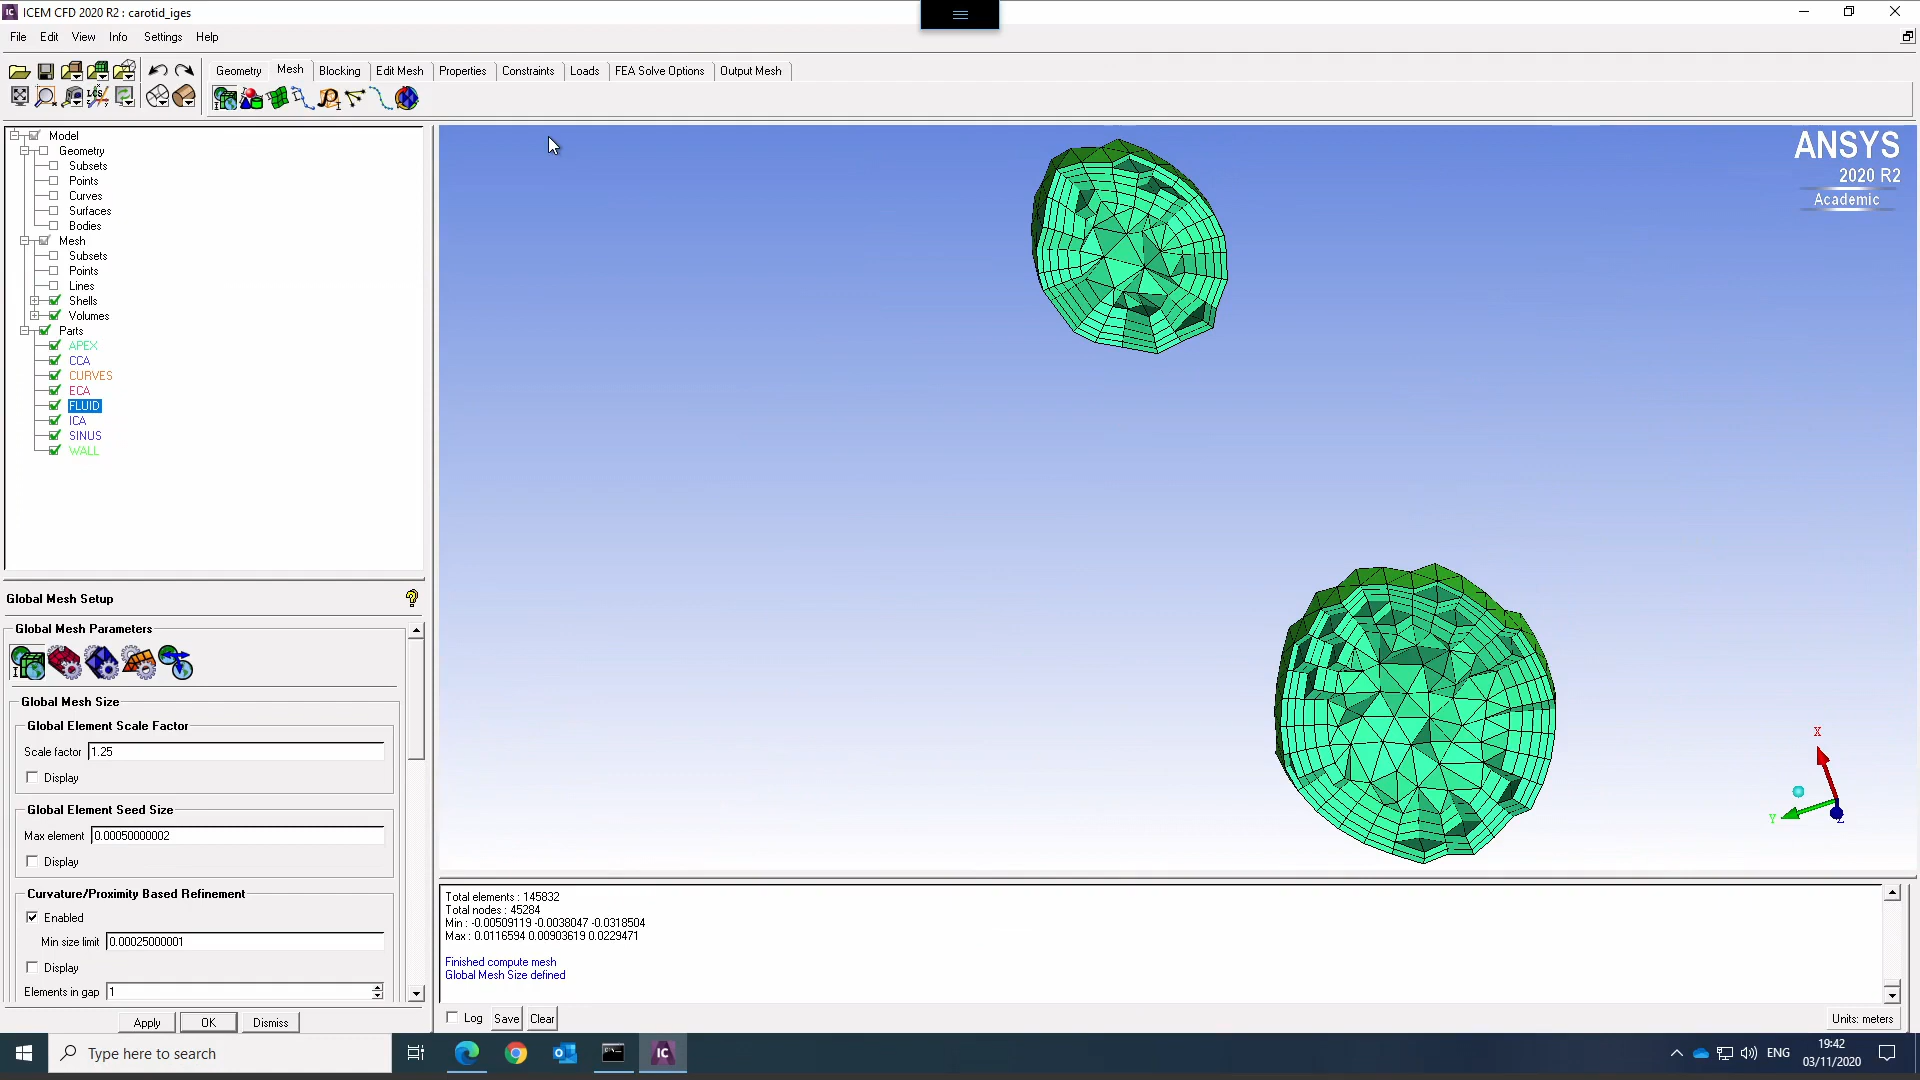 ICEM CFD 2020 R2 : carotid_iges
File Edit View Info Settings Help
Geometry Mesh Blocking Edit Mesh Properties Constraints Loads FEA Solve Options Output Mesh
LCS
Model
Geometry
Subsets
Points
Curves
Surfaces
Bodies
Mesh
Subsets
Points
Lines
Shells
Volumes
Parts
APEX
CCA
CURVES
ECA
FLUID
ICA
SINUS
WALL
ANSYS
2020 R2
Academic
X
Y
Z
Global Mesh Setup
Global Mesh Parameters
Global Mesh Size
Global Element Scale Factor
Scale factor 1.25
Display
Global Element Seed Size
Max element 0.00050000002
Display
Curvature/Proximity Based Refinement
Enabled
Min size limit 0.00025000001
Display
Elements in gap 1
Apply OK Dismiss
Total elements : 145832
Total nodes : 45284
Min : -0.00509119 -0.0038047 -0.0318504
Max : 0.0116594 0.00903619 0.0229471
Finished compute mesh
Global Mesh Size defined
Log Save Clear
Units: meters
Type here to search
IC
ENG
19:42
03/11/2020